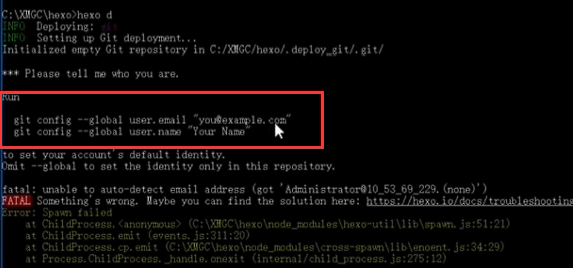 C:\XMGC\hexo>hexo d
INFO  Deploying: git
INFO  Setting up Git deployment...
Initialized empty Git repository in C:/XMGC/hexo/.deploy_git/.git/
*** Please tell me who you are.
Run
git config --global user.email "you@example.com"
git config --global user.name "Your Name"
to set your account's default identity.
Omit --global to set the identity only in this repository.
fatal: unable to auto-detect email address (got 'Administrator@10_53_69_229.(none)')
FATAL Something's wrong. Maybe you can find the solution here: https://hexo.io/docs/troubleshooting
Error: Spawn failed
at ChildProcess.<anonymous> (C:\XMGC\hexo\node_modules\hexo-util\lib\spawn.js:51:21)
at ChildProcess.emit (events.js:311:20)
at ChildProcess.cp.emit (C:\XMGC\hexo\node_modules\cross-spawn\lib\enoent.js:34:29)
at Process.ChildProcess._handle.onexit (internal/child_process.js:275:12)